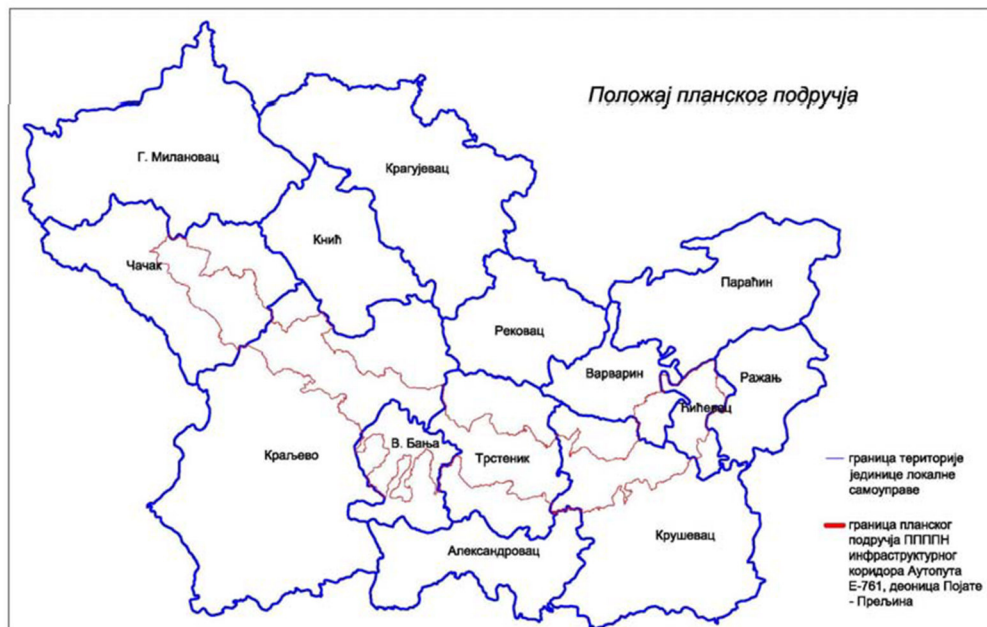 Положај планског подручја
Г. Милановац
Крагујевац
Кнић
Чачак
Параћин
Рековац
Варварин
Ражањ
Ћићевац
В. Бања
Краљево
Трстеник
Александровац
Крушевац
граница територије
јединице локалне
самоуправе
граница планског
подручја ПППППН
инфраструктурног
коридора Аутопута
Е-761, деоница Појате
- Прељина